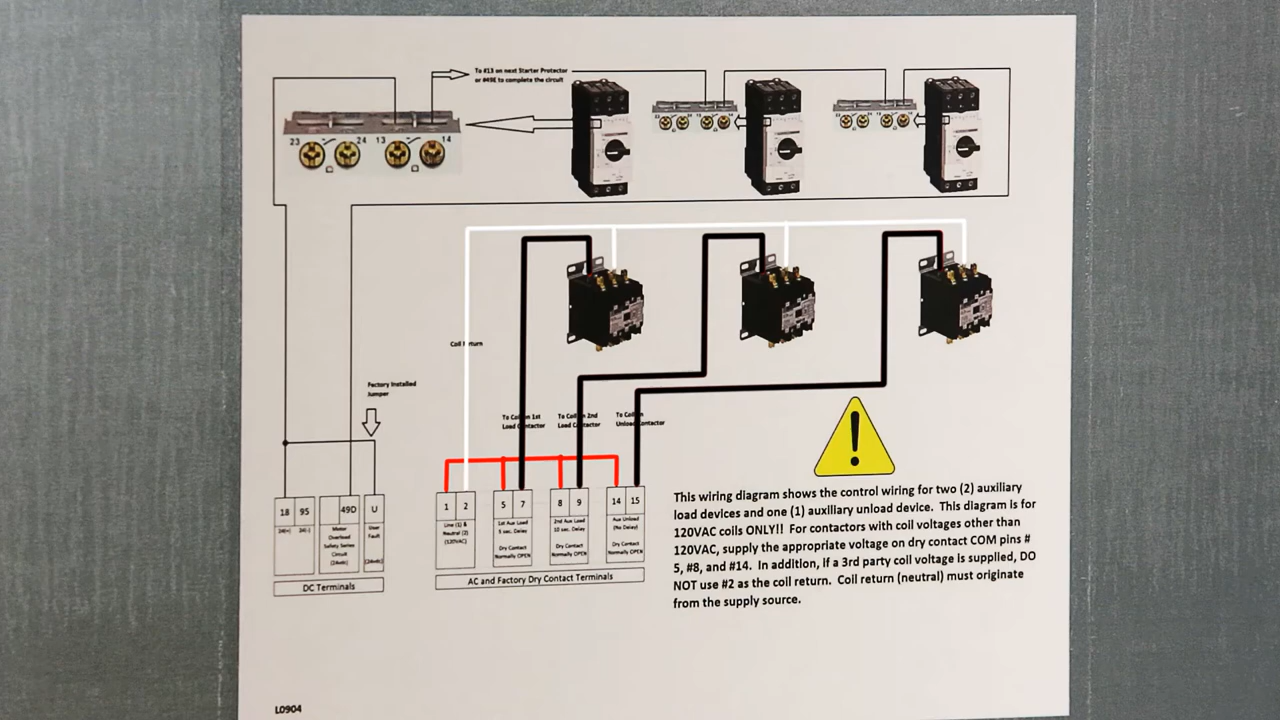 To #13 on next Starter Protector
or #49E to complete the circuit
23 24 13 14
Coil Return
Factory Installed
Jumper
To Coil on 1st
Load Contactor
To Coil on 2nd
Load Contactor
To Coil on
Unload Contactor
18 95
24(+) 24(-)
49D
Motor
Overload
Safety Series
Circuit
(24vdc)
U
User
Fault
(24vdc)
DC Terminals
1 2
Line (1) &
Neutral (2)
(120VAC)
5 7
1st Aux Load
5 sec. Delay
Dry Contact
Normally OPEN
8 9
2nd Aux Load
10 sec. Delay
Dry Contact
Normally OPEN
14 15
Aux Unload
(No Delay)
Dry Contact
Normally OPEN
AC and Factory Dry Contact Terminals
!
This wiring diagram shows the control wiring for two (2) auxiliary
load devices and one (1) auxiliary unload device. This diagram is for
120VAC coils ONLY!! For contactors with coil voltages other than
120VAC, supply the appropriate voltage on dry contact COM pins #
5, #8, and #14. In addition, if a 3rd party coil voltage is supplied, DO
NOT use #2 as the coil return. Coil return (neutral) must originate
from the supply source.
L0904